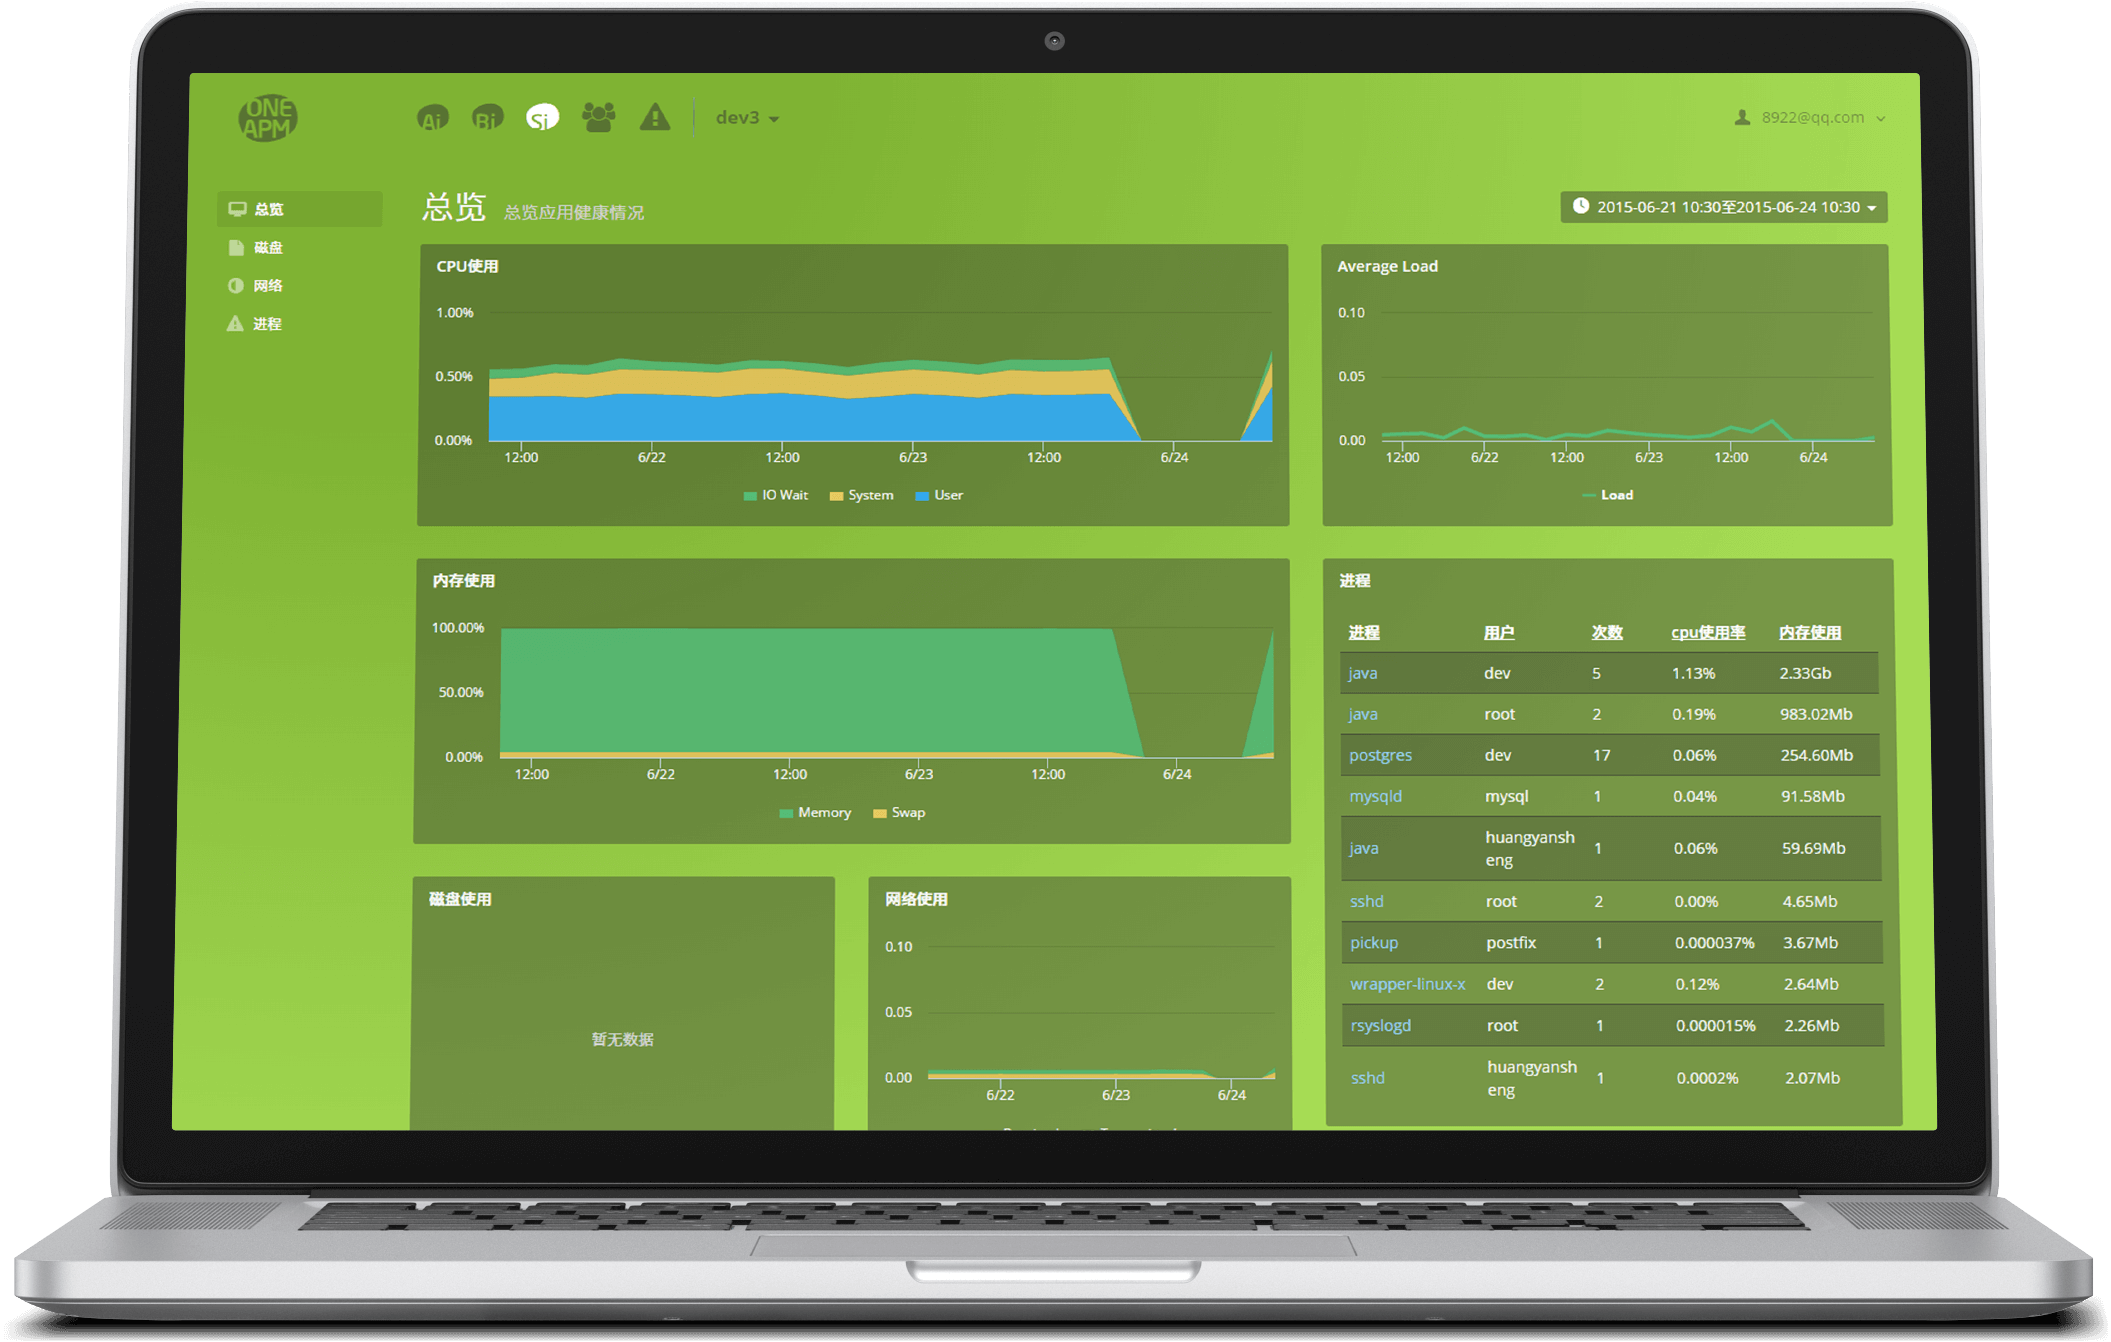 ONE
APM
Ai Bi Si dev3
8922@qq.com
总览
磁盘
网络
进程
总览 总览应用健康情况
2015-06-21 10:30至2015-06-24 10:30
CPU使用
1.00%
0.50%
0.00%
12:00 6/22 12:00 6/23 12:00 6/24
IO Wait System User
Average Load
0.10
0.05
0.00
12:00 6/22 12:00 6/23 12:00 6/24
Load
内存使用
100.00%
50.00%
0.00%
12:00 6/22 12:00 6/23 12:00 6/24
Memory Swap
进程
进程 用户 次数 cpu使用率 内存使用
java dev 5 1.13% 2.33Gb
java root 2 0.19% 983.02Mb
postgres dev 17 0.06% 254.60Mb
mysqld mysql 1 0.04% 91.58Mb
java huangyansh 1 0.06% 59.69Mb
eng
sshd root 2 0.00% 4.65Mb
pickup postfix 1 0.000037% 3.67Mb
wrapper-linux-x dev 2 0.12% 2.64Mb
rsyslogd root 1 0.000015% 2.26Mb
sshd huangyansh 1 0.0002% 2.07Mb
eng
磁盘使用
暂无数据
网络使用
0.10
0.05
0.00
6/22 6/23 6/24